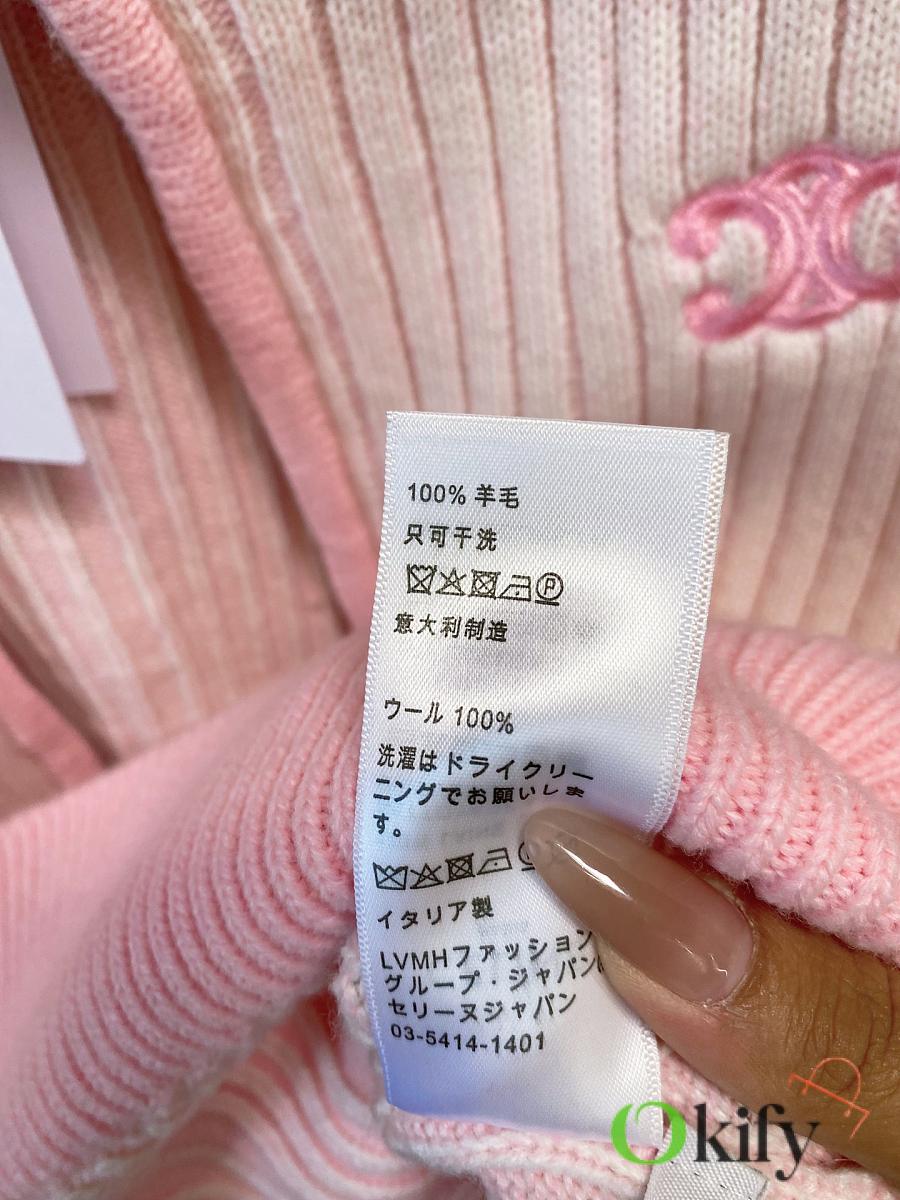 100% 羊毛
只可干洗
P
意大利制造
ウール 100%
洗濯はドライクリー
ニングでお願いしま
す。
イタリア製
LVMHファッション
グループ・ジャパン
セリーヌジャパン
03-5414-1401
Okify